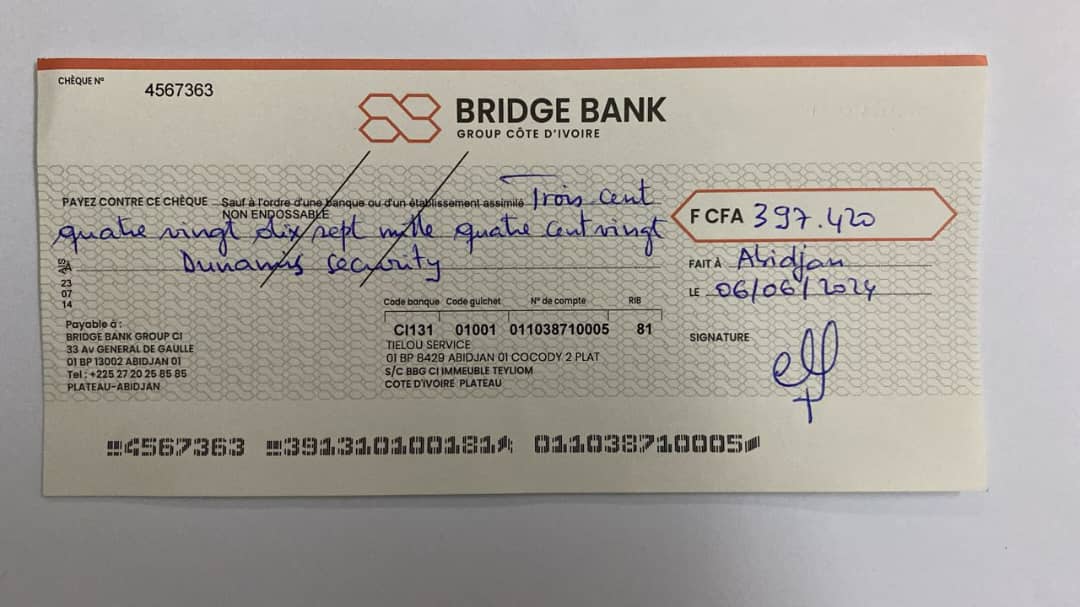 CHÈQUE N°
4567363
BRIDGE BANK
GROUP CÔTE D'IVOIRE
PAYEZ CONTRE CE CHÈQUE Sauf à l'ordre d'une banque ou d'un établissement assimilé Trois cent
NON ENDOSSABLE
quatre vingt dix sept mille quatre cent vingt
F CFA 397.420
À Dunamis security
FAIT À Abidjan
LE 06/06/2024
AIS
23
07
14
Payable à :
BRIDGE BANK GROUP CI
33 Av GENERAL DE GAULLE
01 BP 13002 ABIDJAN 01
Tel : +225 27 20 25 85 85
PLATEAU-ABIDJAN
Code banque Code guichet N° de compte RIB
CI131 01001 011038710005 81
TIELOU SERVICE
01 BP 8429 ABIDJAN 01 COCODY 2 PLAT
S/C BBG CI IMMEUBLE TEYLIOM
COTE D'IVOIRE PLATEAU
SIGNATURE
4567363 391310100181 011038710005